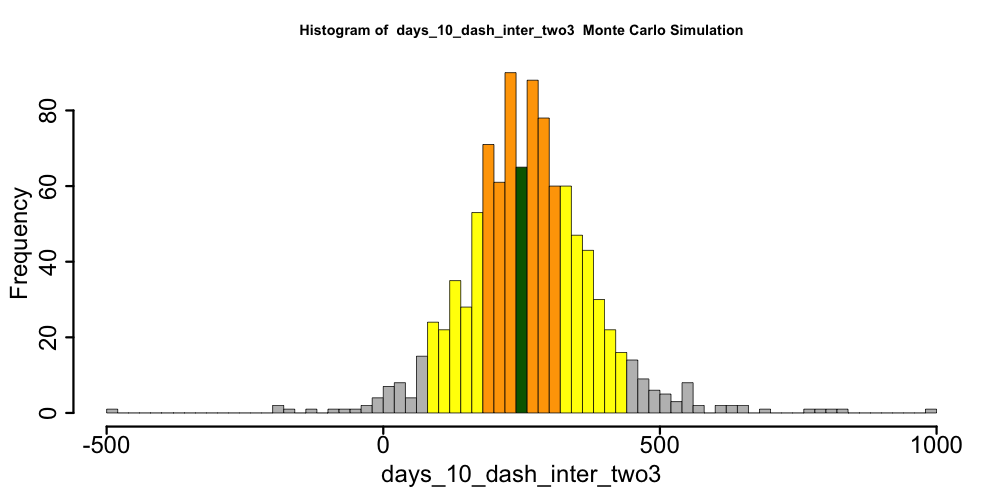 Histogram of  days_10_dash_inter_two3  Monte Carlo Simulation
Frequency
80
60
40
20
0
-500 0 500 1000
days_10_dash_inter_two3